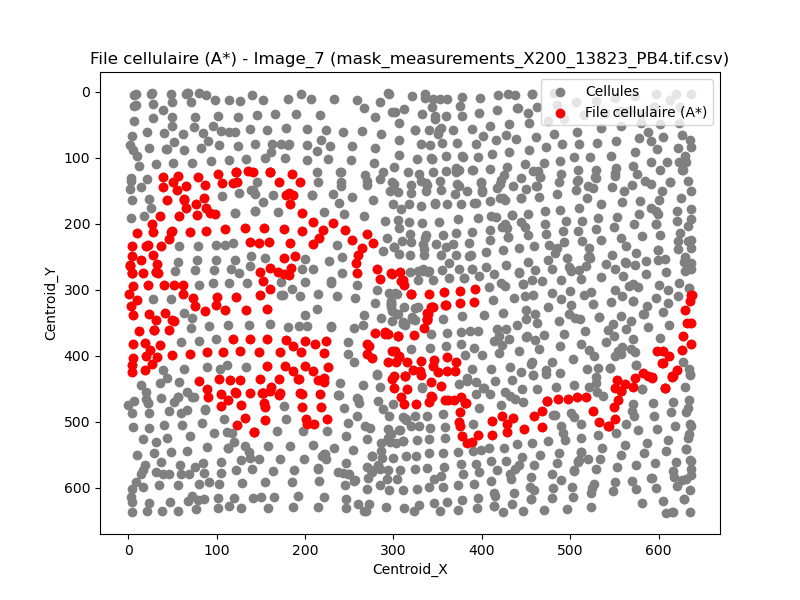 File cellulaire (A*) - Image_7 (mask_measurements_X200_13823_PB4.tif.csv)
Cellules
File cellulaire (A*)
0
100
200
300
400
500
600
Centroid_Y
0 100 200 300 400 500 600
Centroid_X